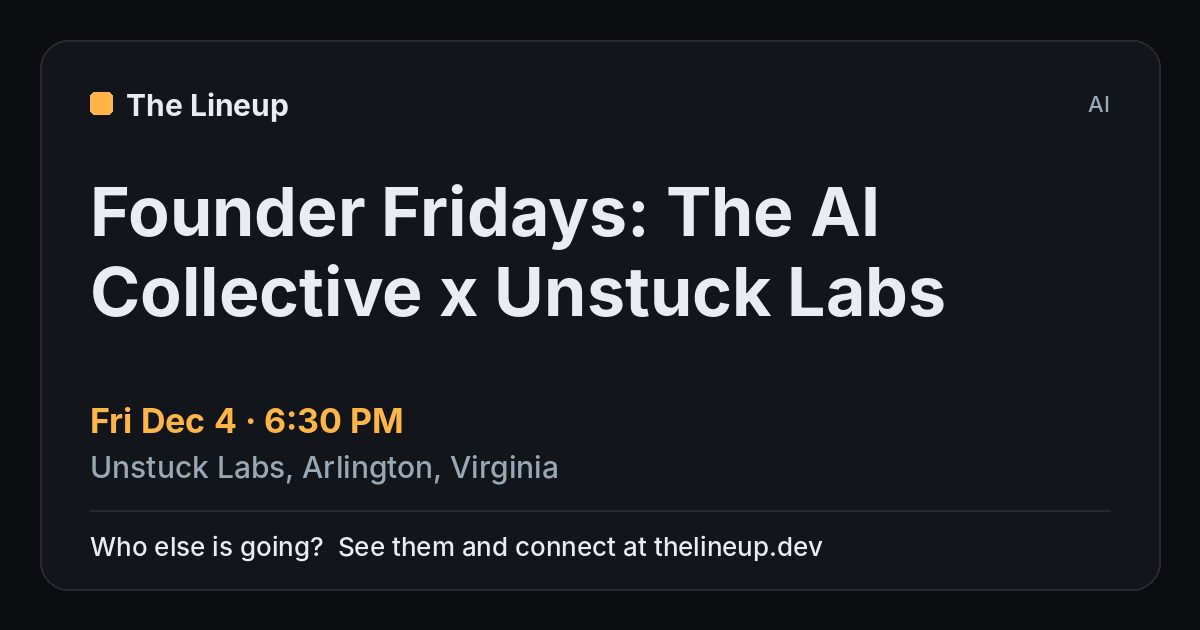 The Lineup
AI
Founder Fridays: The AI
Collective x Unstuck Labs
Fri Dec 4 · 6:30 PM
Unstuck Labs, Arlington, Virginia
Who else is going? See them and connect at thelineup.dev